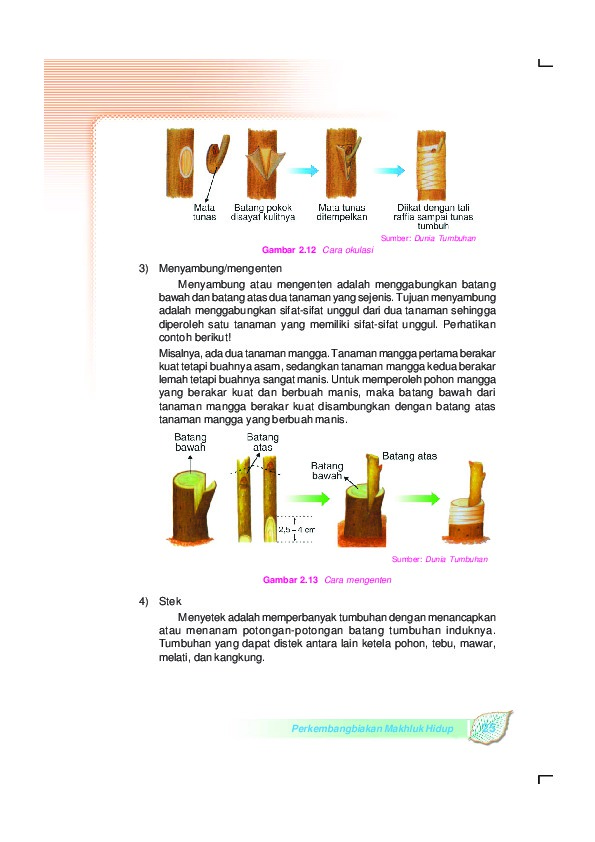 Mata tunas
Batang pokok disayat kulitnya
Mata tunas ditempelkan
Diikat dengan tali raffia sampai tunas tumbuh
Sumber: Dunia Tumbuhan
Gambar 2.12 Cara okulasi
3) Menyambung/mengenten
Menyambung atau mengenten adalah menggabungkan batang
bawah dan batang atas dua tanaman yang sejenis. Tujuan menyambung
adalah menggabungkan sifat-sifat unggul dari dua tanaman sehingga
diperoleh satu tanaman yang memiliki sifat-sifat unggul. Perhatikan
contoh berikut!
Misalnya, ada dua tanaman mangga. Tanaman mangga pertama berakar
kuat tetapi buahnya asam, sedangkan tanaman mangga kedua berakar
lemah tetapi buahnya sangat manis. Untuk memperoleh pohon mangga
yang berakar kuat dan berbuah manis, maka batang bawah dari
tanaman mangga berakar kuat disambungkan dengan batang atas
tanaman mangga yang berbuah manis.
Batang bawah
Batang atas
Batang bawah
Batang atas
2,5 – 4 cm
Sumber: Dunia Tumbuhan
Gambar 2.13 Cara mengenten
4) Stek
Menyetek adalah memperbanyak tumbuhan dengan menancapkan
atau menanam potongan-potongan batang tumbuhan induknya.
Tumbuhan yang dapat distek antara lain ketela pohon, tebu, mawar,
melati, dan kangkung.
Perkembangbiakan Makhluk Hidup